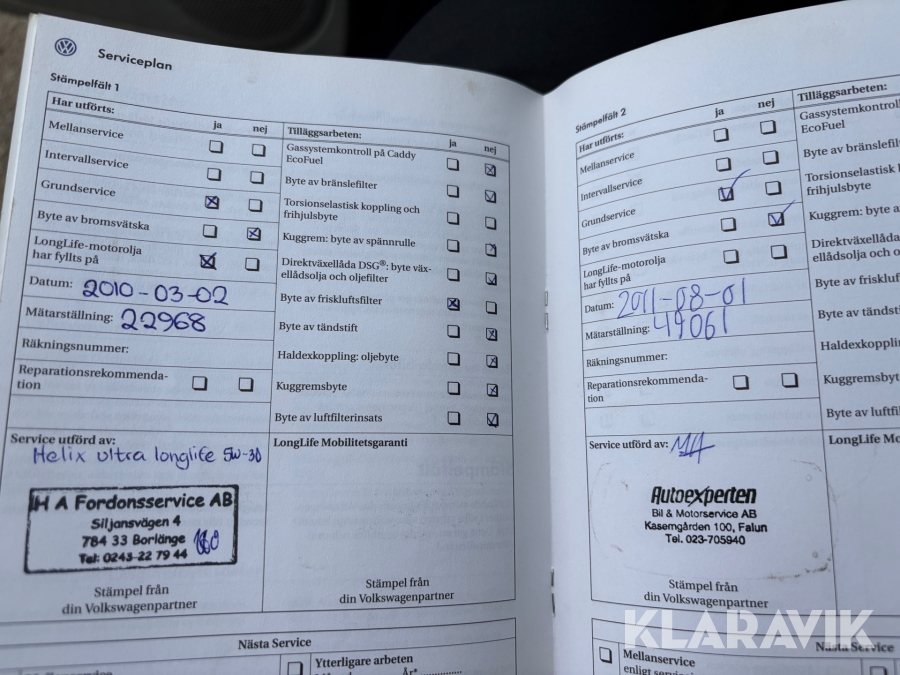 Serviceplan
Stämpelfält 1
Har utförts: ja nej
Mellanservice
Intervallservice
Grundservice
Byte av bromsvätska
LongLife-motorolja
har fyllts på
Datum: 2010-03-02
Mätarställning: 22968
Räkningsnummer:
Reparationsrekommenda-
tion
Service utförd av:
Helix ultra longlife 5W-30
H A Fordonsservice AB
Siljansvägen 4
784 33 Borlänge
Tel: 0243-22 79 44
Stämpel från
din Volkswagenpartner
Tilläggsarbeten: ja nej
Gassystemkontroll på Caddy
EcoFuel
Byte av bränslefilter
Torsionselastisk koppling och
frihjulsbyte
Kuggrem: byte av spännrulle
Direktväxellåda DSG®: byte väx-
ellådsolja och oljefilter
Byte av friskluftsfilter
Byte av tändstift
Haldexkoppling: oljebyte
Kuggremsbyte
Byte av luftfilterinsats
LongLife Mobilitetsgaranti
Stämpel från
din Volkswagenpartner
Nästa Service
Ytterligare arbeten
År*
Stämpelfält 2
Har utförts: ja nej
Mellanservice
Intervallservice
Grundservice
Byte av bromsvätska
LongLife-motorolja
har fyllts på
Datum: 2011-08-01
Mätarställning: 49061
Räkningsnummer:
Reparationsrekommenda-
tion
Service utförd av:
Autoexperten
Bil & Motorservice AB
Kasemgården 100, Falun
Tel. 023-705940
Stämpel från
din Volkswagenpartner
Tilläggsarbeten:
Gassystemkontroll
EcoFuel
Byte av bränslefi
Torsionselastisk
frihjulsbyte
Kuggrem: byte a
Direktväxellåda
ellådsolja och o
Byte av friskluf
Byte av tänds
Haldexkoppli
Kuggremsbyt
Byte av luftf
LongLife Mo
Nästa Service
Mellanservice
KLARAVIK